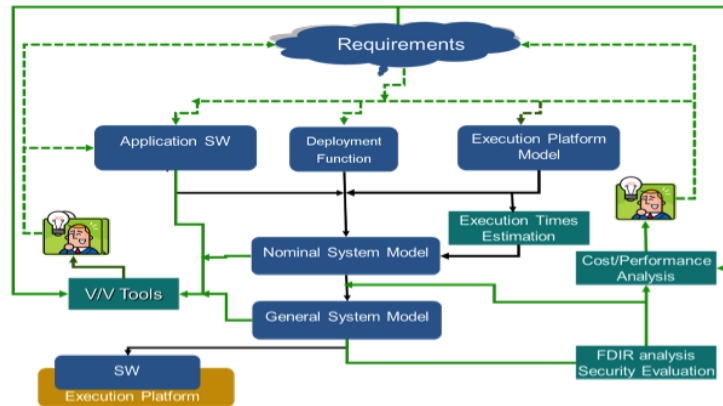 Requirements
Application SW
Deployment
Function
Execution Platform
Model
Execution Times
Estimation
Nominal System Model
Cost/Performance
Analysis
V/V Tools
General System Model
SW
Execution Platform
FDIR analysis
Security Evaluation